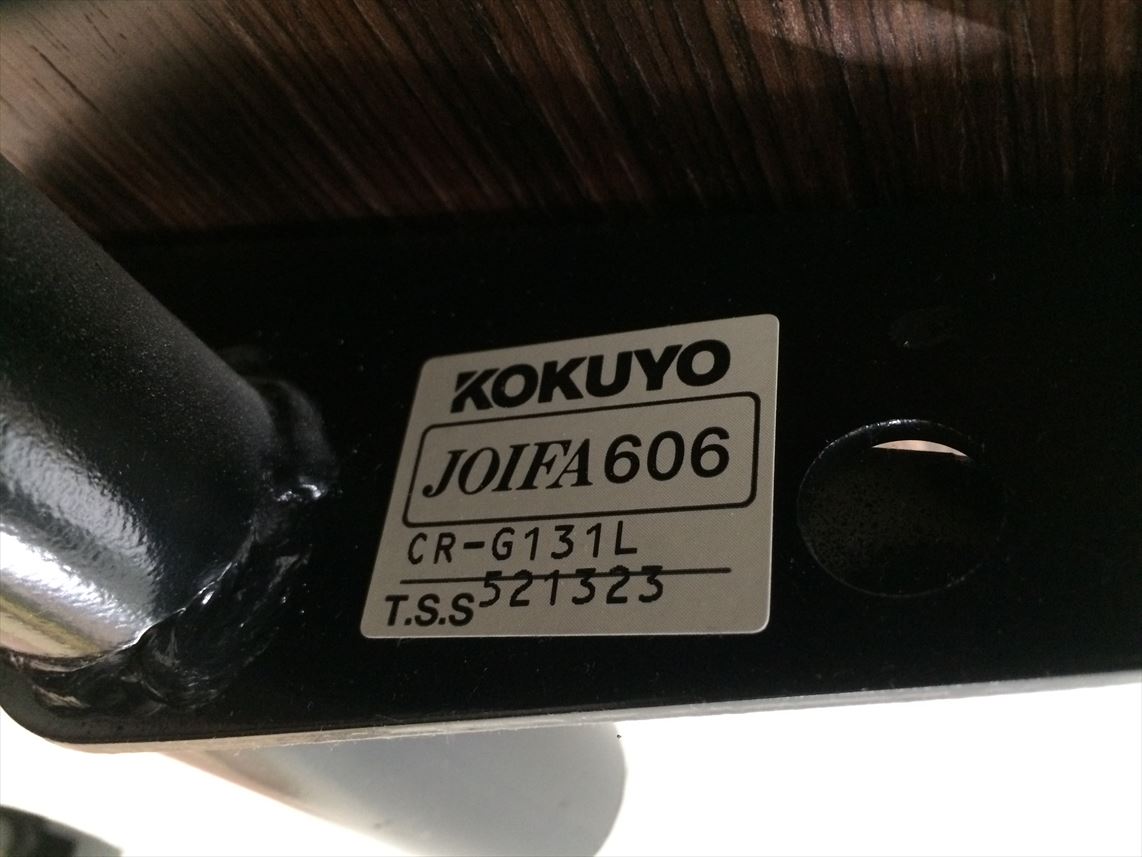 KOKUYO
JOIFA606
CR-G131L
T.S.S 521323